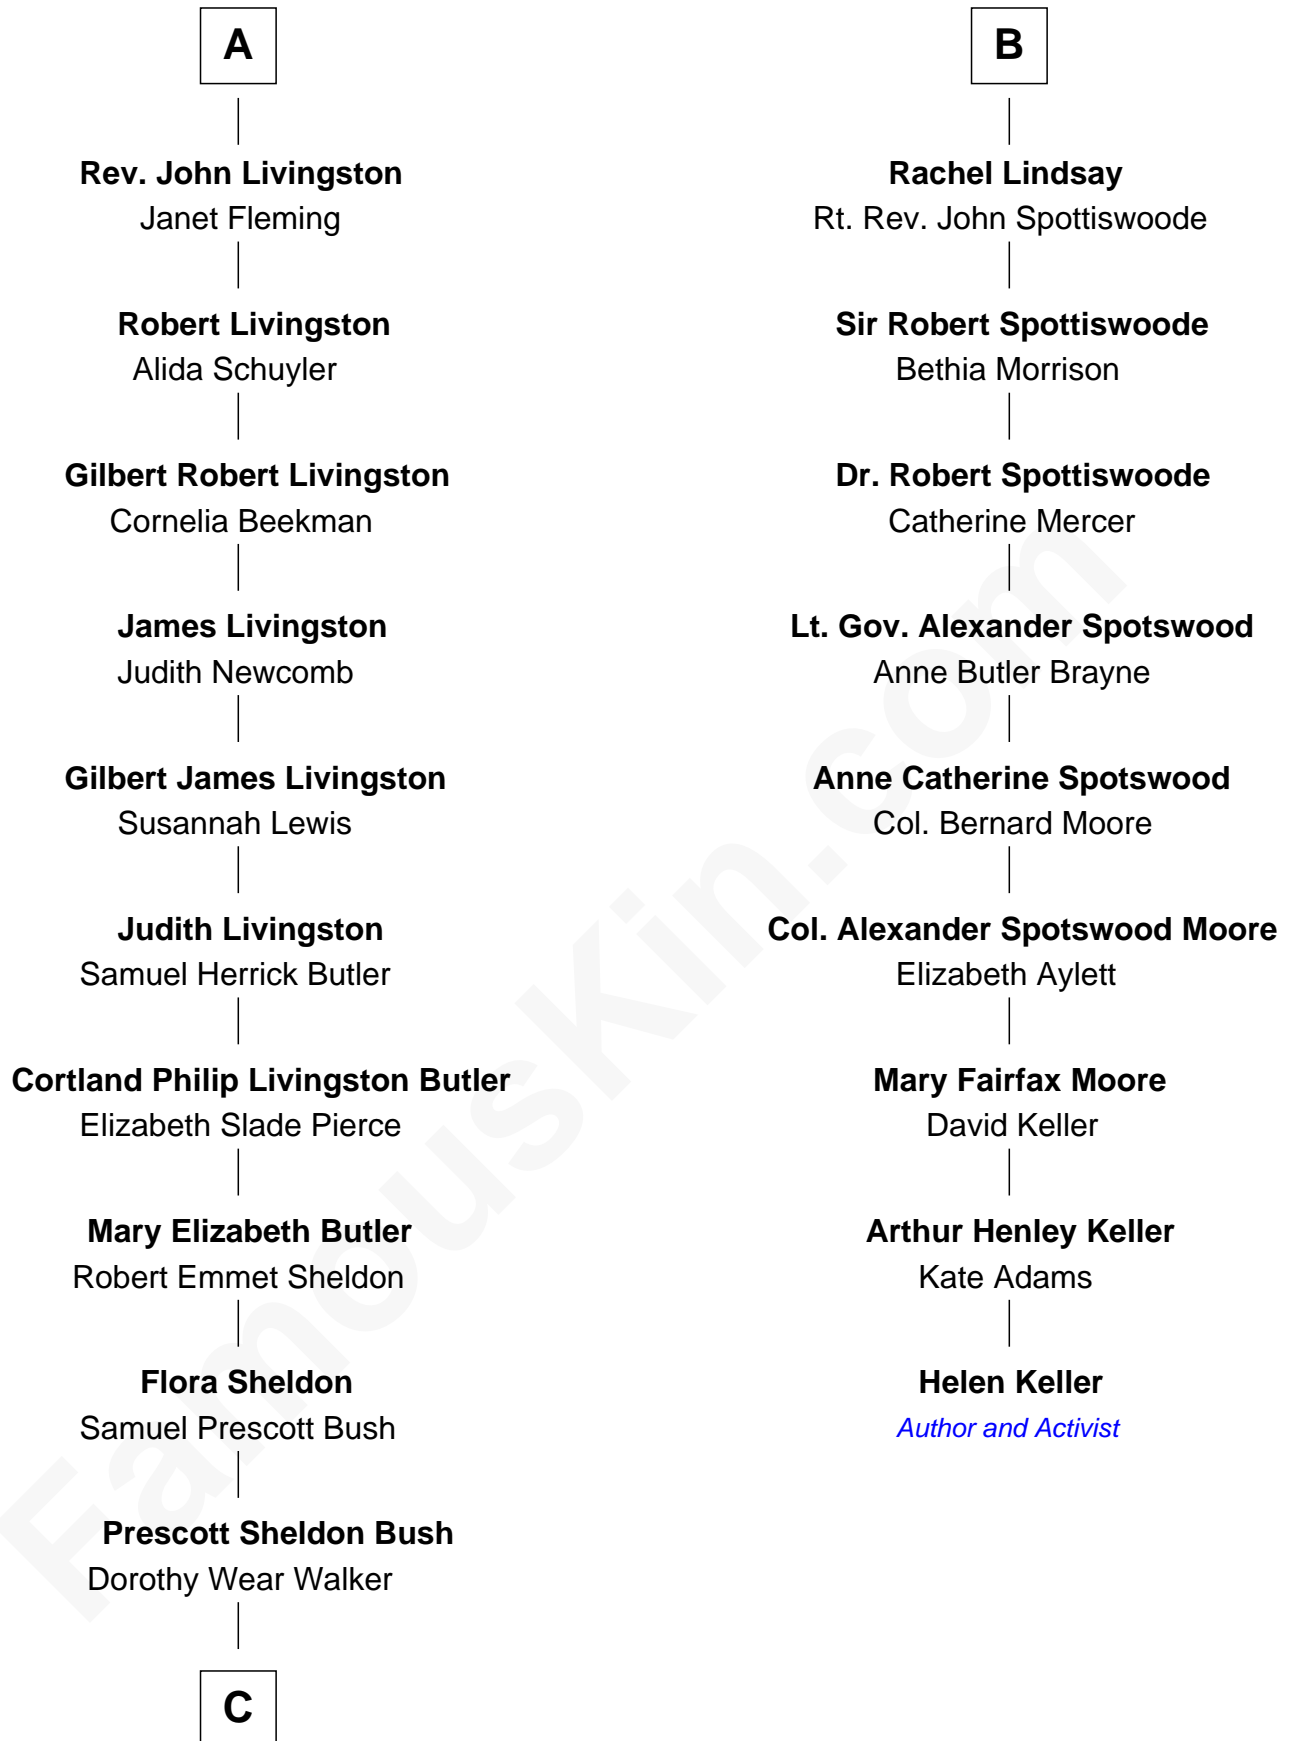 A
Rev. John Livingston
Janet Fleming
Robert Livingston
Alida Schuyler
Gilbert Robert Livingston
Cornelia Beekman
James Livingston
Judith Newcomb
Gilbert James Livingston
Susannah Lewis
Judith Livingston
Samuel Herrick Butler
Cortland Philip Livingston Butler
Elizabeth Slade Pierce
Mary Elizabeth Butler
Robert Emmet Sheldon
Flora Sheldon
Samuel Prescott Bush
Prescott Sheldon Bush
Dorothy Wear Walker
C
B
Rachel Lindsay
Rt. Rev. John Spottiswoode
Sir Robert Spottiswoode
Bethia Morrison
Dr. Robert Spottiswoode
Catherine Mercer
Lt. Gov. Alexander Spotswood
Anne Butler Brayne
Anne Catherine Spotswood
Col. Bernard Moore
Col. Alexander Spotswood Moore
Elizabeth Aylett
Mary Fairfax Moore
David Keller
Arthur Henley Keller
Kate Adams
Helen Keller
Author and Activist
FamousKin.com